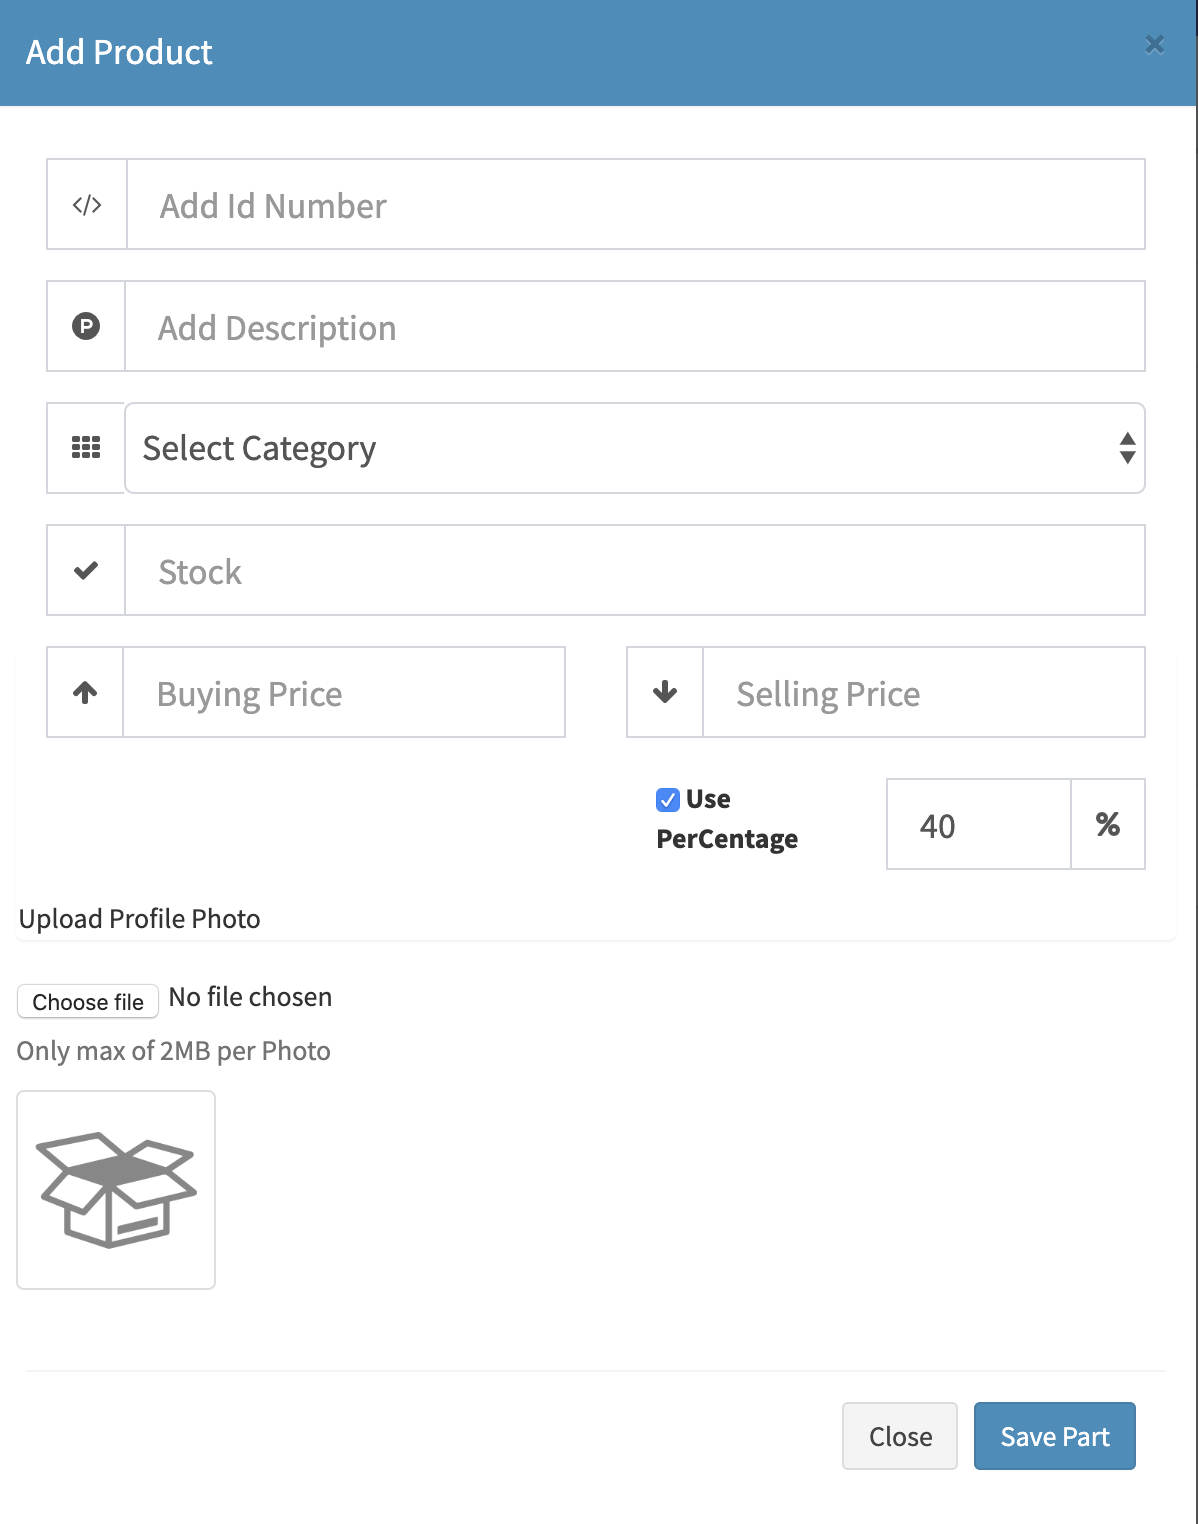 Add Product
Add Id Number
Add Description
Select Category
Stock
Buying Price
Selling Price
Use
PerCentage
40
%
Upload Profile Photo
Choose file No file chosen
Only max of 2MB per Photo
Close
Save Part